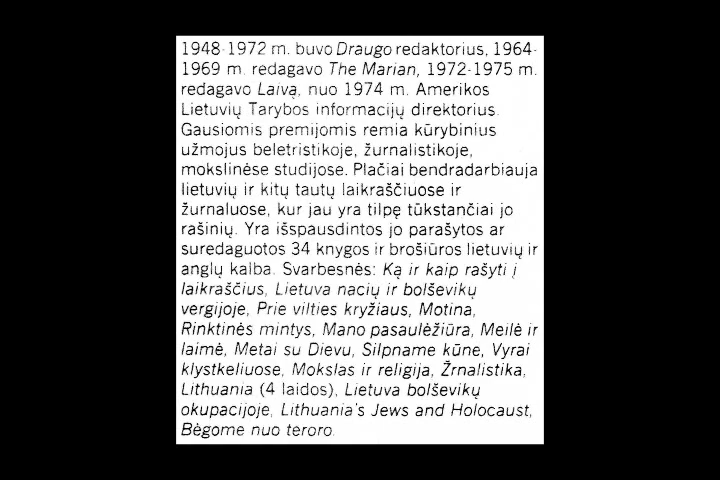 1948-1972 m. buvo Draugo redaktorius, 1964-
1969 m. redagavo The Marian, 1972-1975 m.
redagavo Laivą, nuo 1974 m. Amerikos
Lietuvių Tarybos informacijų direktorius.
Gausiomis premijomis remia kūrybinius
užmojus beletristikoje, žurnalistikoje,
mokslinėse studijose. Plačiai bendradarbiauja
lietuvių ir kitų tautų laikraščiuose ir
žurnaluose, kur jau yra tilpę tūkstančiai jo
rašinių. Yra išspausdintos jo parašytos ar
suredaguotos 34 knygos ir brošiūros lietuvių ir
anglų kalba. Svarbesnės: Ką ir kaip rašyti į
laikraščius, Lietuva nacių ir bolševikų
vergijoje, Prie vilties kryžiaus, Motina,
Rinktinės mintys, Mano pasaulėžiūra, Meilė ir
laimė, Metai su Dievu, Silpname kūne, Vyrai
klystkeliuose, Mokslas ir religija, Žrnalistika,
Lithuania (4 laidos), Lietuva bolševikų
okupacijoje, Lithuania's Jews and Holocaust,
Bėgome nuo teroro.